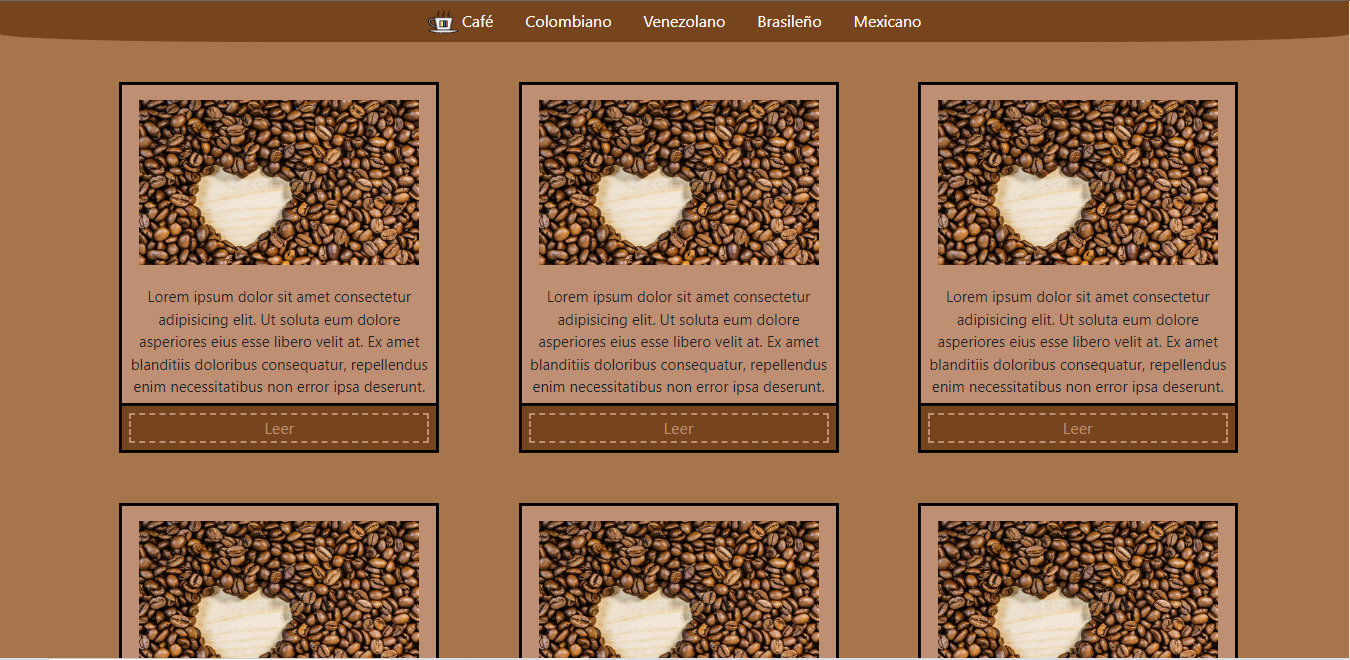 Café Colombiano Venezolano Brasileño Mexicano
Lorem ipsum dolor sit amet consectetur
adipisicing elit. Ut soluta eum dolore
asperiores eius esse libero velit at. Ex amet
blanditiis doloribus consequatur, repellendus
enim necessitatibus non error ipsa deserunt.
Leer
Lorem ipsum dolor sit amet consectetur
adipisicing elit. Ut soluta eum dolore
asperiores eius esse libero velit at. Ex amet
blanditiis doloribus consequatur, repellendus
enim necessitatibus non error ipsa deserunt.
Leer
Lorem ipsum dolor sit amet consectetur
adipisicing elit. Ut soluta eum dolore
asperiores eius esse libero velit at. Ex amet
blanditiis doloribus consequatur, repellendus
enim necessitatibus non error ipsa deserunt.
Leer